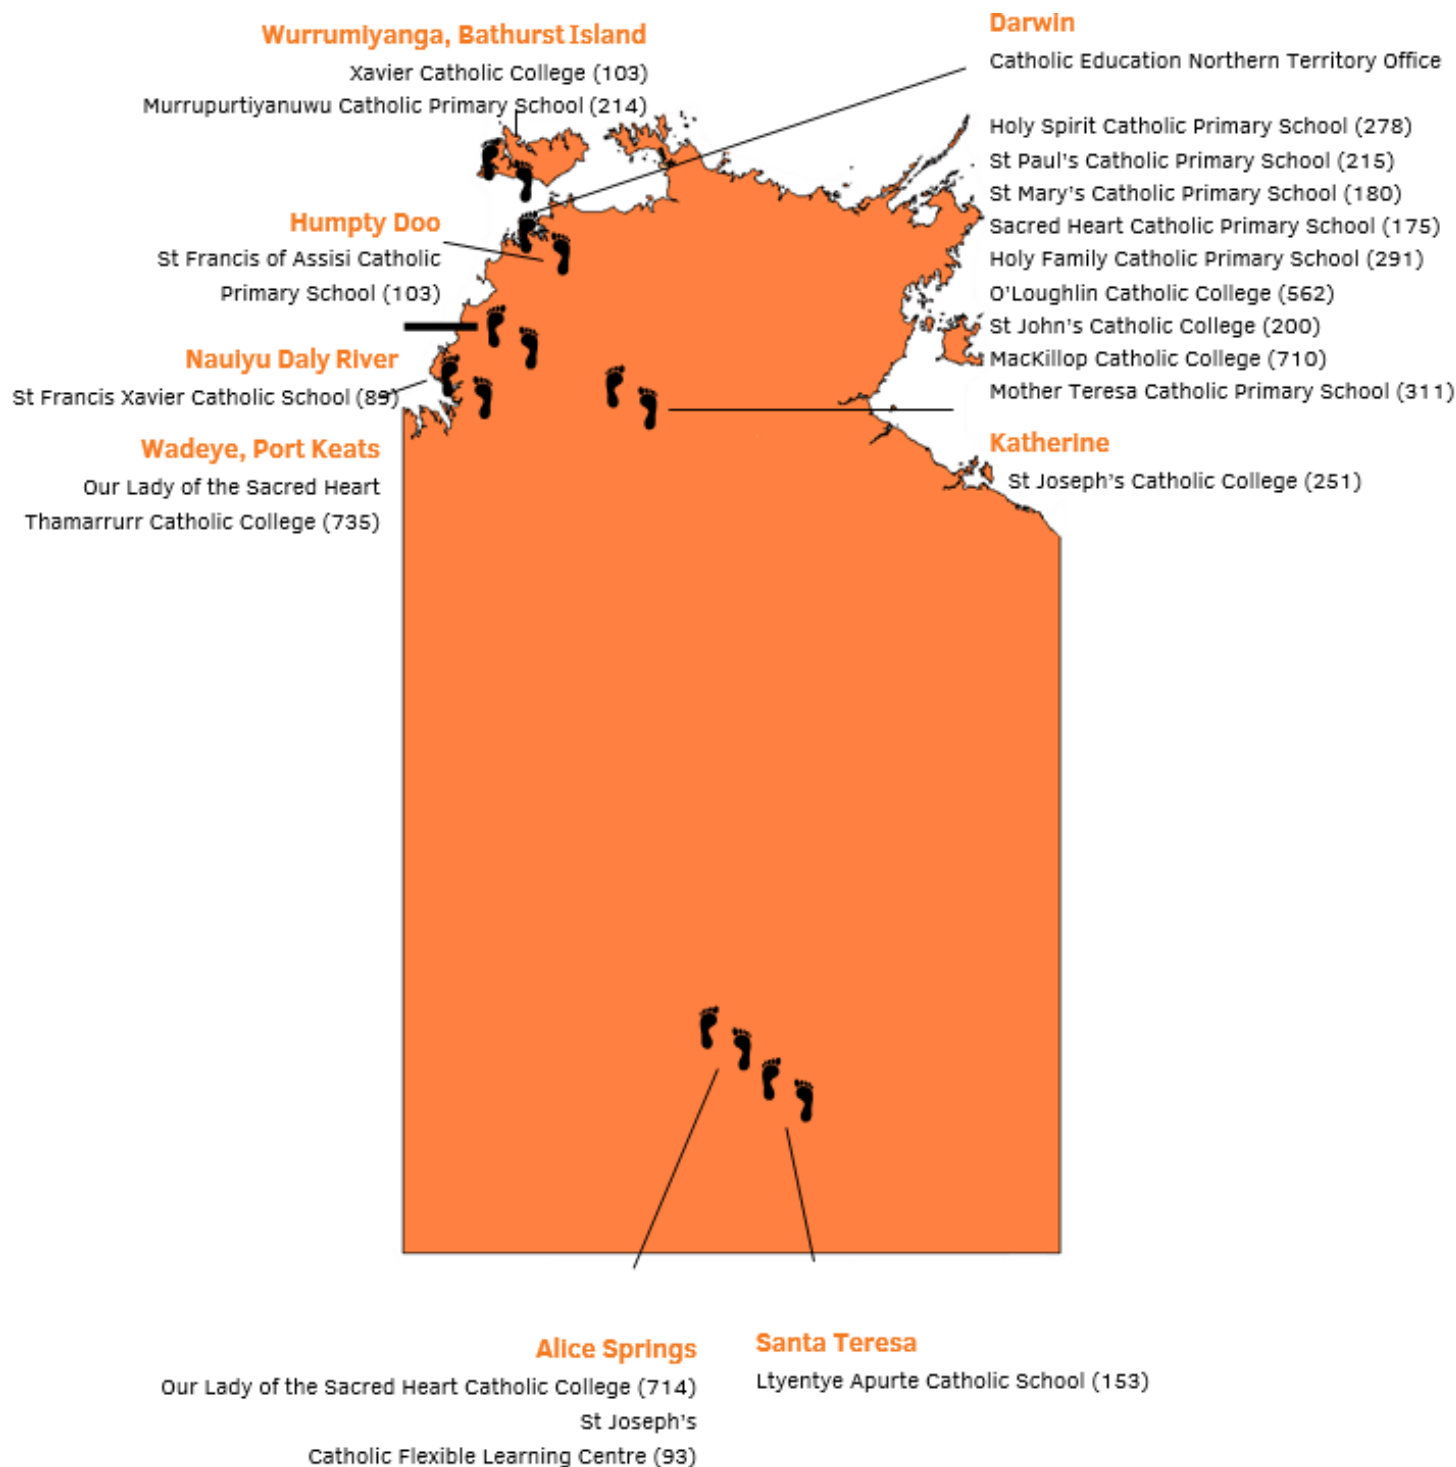 Wurrumiyanga, Bathurst Island
Xavier Catholic College (103)
Murrupurtiyanuwu Catholic Primary School (214)
Humpty Doo
St Francis of Assisi Catholic
Primary School (103)
Nauiyu Daly River
St Francis Xavier Catholic School (89)
Wadeye, Port Keats
Our Lady of the Sacred Heart
Thamarrurr Catholic College (735)
Darwin
Catholic Education Northern Territory Office
Holy Spirit Catholic Primary School (278)
St Paul's Catholic Primary School (215)
St Mary's Catholic Primary School (180)
Sacred Heart Catholic Primary School (175)
Holy Family Catholic Primary School (291)
O'Loughlin Catholic College (562)
St John's Catholic College (200)
MacKillop Catholic College (710)
Mother Teresa Catholic Primary School (311)
Katherine
St Joseph's Catholic College (251)
Alice Springs
Our Lady of the Sacred Heart Catholic College (714)
St Joseph's
Catholic Flexible Learning Centre (93)
Santa Teresa
Ltyentye Apurte Catholic School (153)